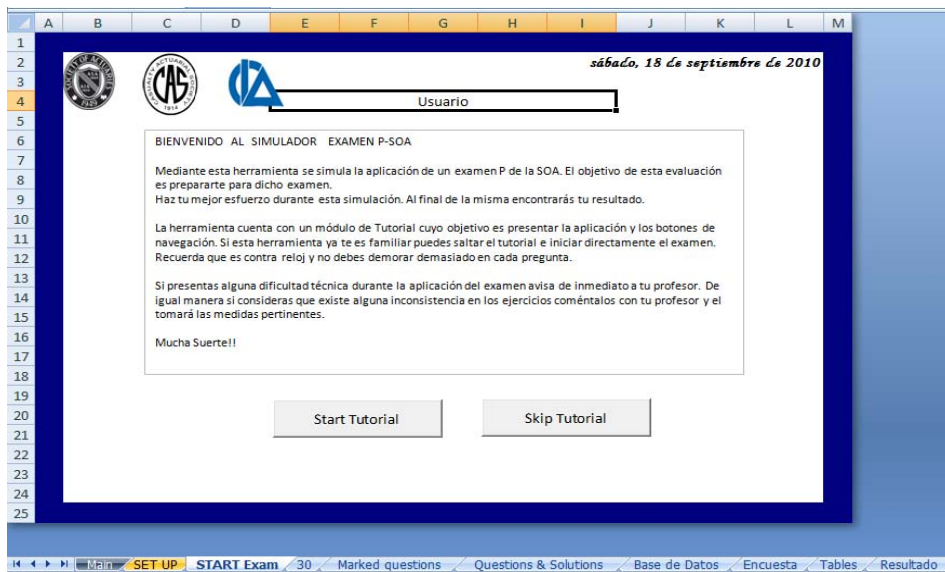 A B C D E F G H I J K L M
1
2 sábado, 18 de septiembre de 2010
3
4 Usuario
5
6 BIENVENIDO AL SIMULADOR EXAMEN P-SOA
7
Mediante esta herramienta se simula la aplicación de un examen P de la SOA. El objetivo de esta evaluación
8
es prepararte para dicho examen.
9 Haz tu mejor esfuerzo durante esta simulación. Al final de la misma encontrarás tu resultado.
10
La herramienta cuenta con un módulo de Tutorial cuyo objetivo es presentar la aplicación y los botones de
11 navegación. Si esta herramienta ya te es familiar puedes saltar el tutorial e iniciar directamente el examen.
12 Recuerda que es contra reloj y no debes demorar demasiado en cada pregunta.
13
Si presentas alguna dificultad técnica durante la aplicación del examen avisa de inmediato a tu profesor. De
14 igual manera si consideras que existe alguna inconsistencia en los ejercicios coméntalos con tu profesor y el
15 tomará las medidas pertinentes.
16
Mucha Suerte!!
17
18
19
20 Start Tutorial Skip Tutorial
21
22
23
24
25
CAS
1914
1949
Main SET UP START Exam 30 Marked questions Questions & Solutions Base de Datos Encuesta Tables Resultado